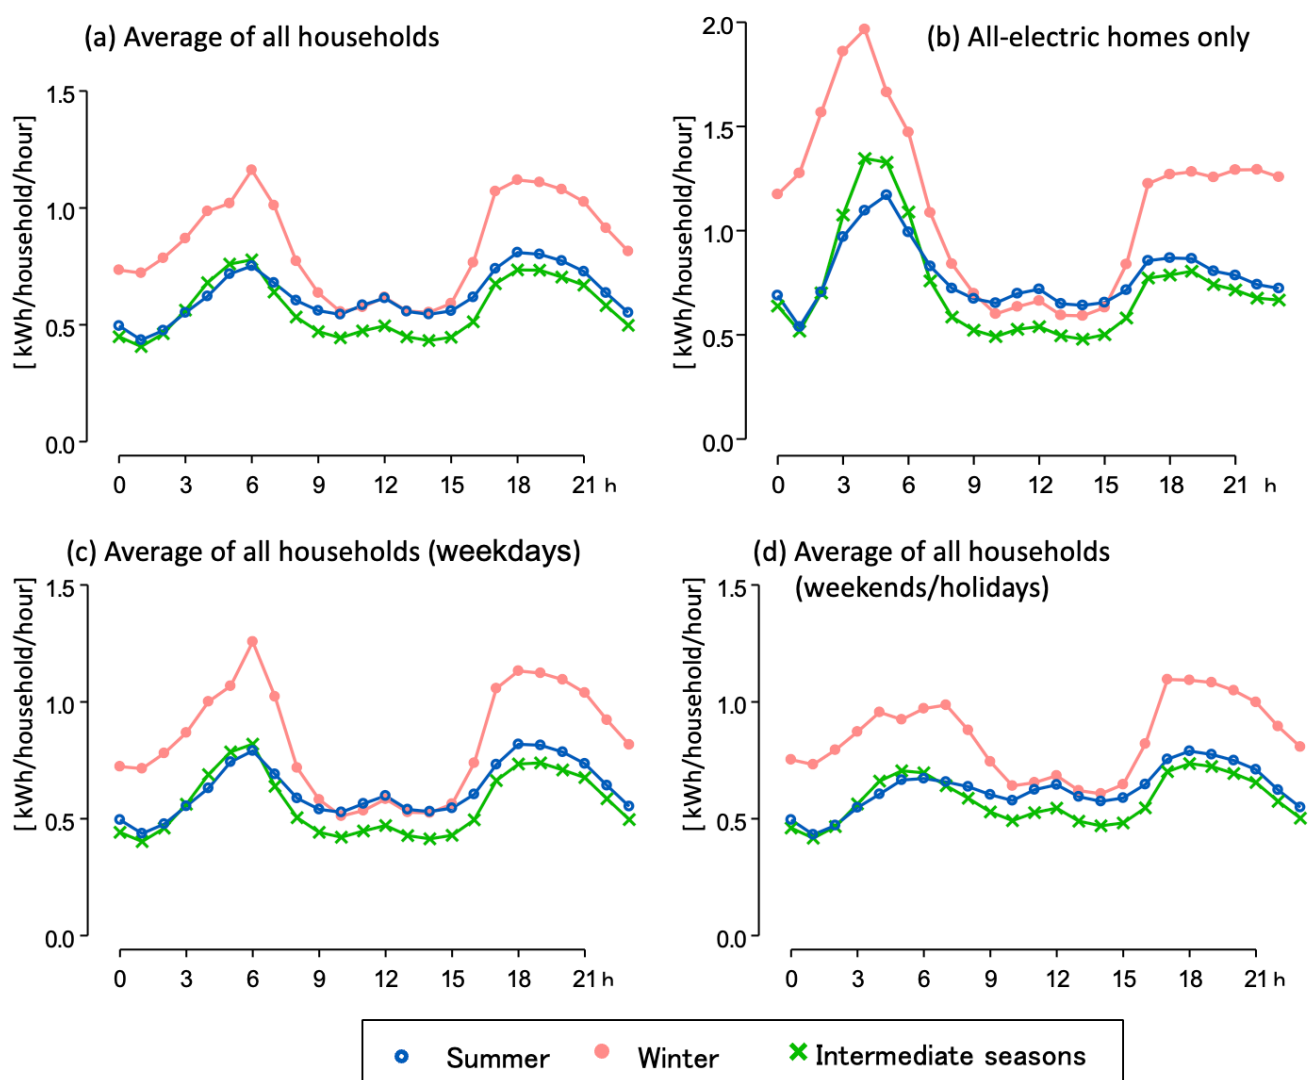 (a) Average of all households
[ kWh/household/hour]
1.5
1.0
0.5
0.0
0 3 6 9 12 15 18 21 h
(b) All-electric homes only
[ kWh/household/hour]
2.0
1.5
1.0
0.5
0.0
0 3 6 9 12 15 18 21 h
(c) Average of all households (weekdays)
[ kWh/household/hour]
1.5
1.0
0.5
0.0
0 3 6 9 12 15 18 21 h
(d) Average of all households
(weekends/holidays)
[ kWh/household/hour]
1.5
1.0
0.5
0.0
0 3 6 9 12 15 18 21 h
Summer Winter Intermediate seasons